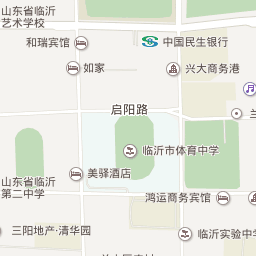 山东省临沂
艺术学校
和瑞宾馆
中国民生银行
如家
兴大商务港
启阳路
兰
临沂市体育中学
美驿酒店
山东省临沂
第二中学
鸿运商务宾馆
三阳地产·清华园
临沂实验中学